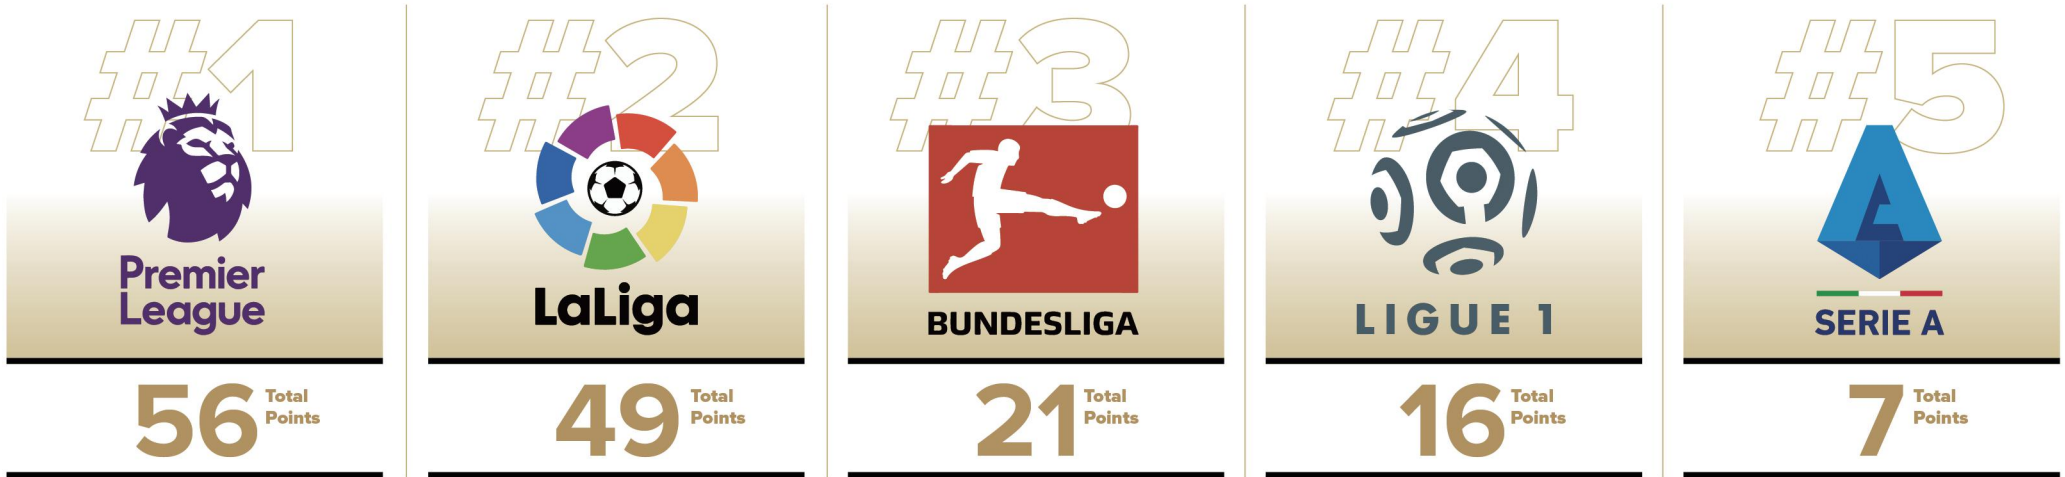 #1
Premier
League
56 Total
Points
#2
LaLiga
49 Total
Points
#3
BUNDESLIGA
21 Total
Points
#4
LIGUE 1
16 Total
Points
#5
SERIE A
7 Total
Points